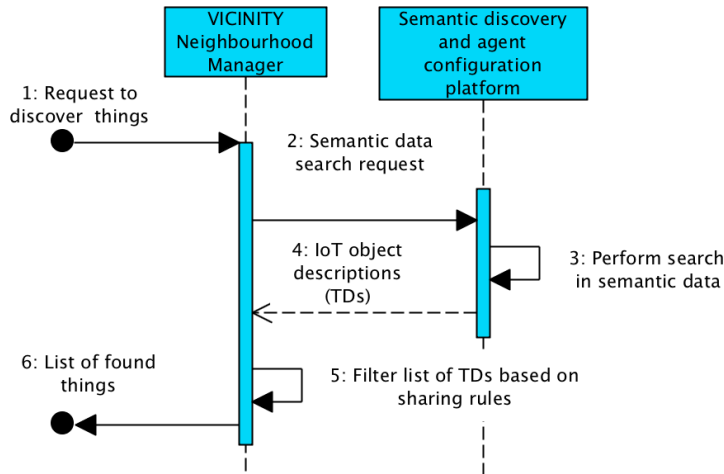 VICINITY
Neighbourhood
Manager
Semantic discovery
and agent
configuration
platform
1: Request to
discover things
2: Semantic data
search request
3: Perform search
in semantic data
4: IoT object
descriptions
(TDs)
5: Filter list of TDs based on
sharing rules
6: List of found
things